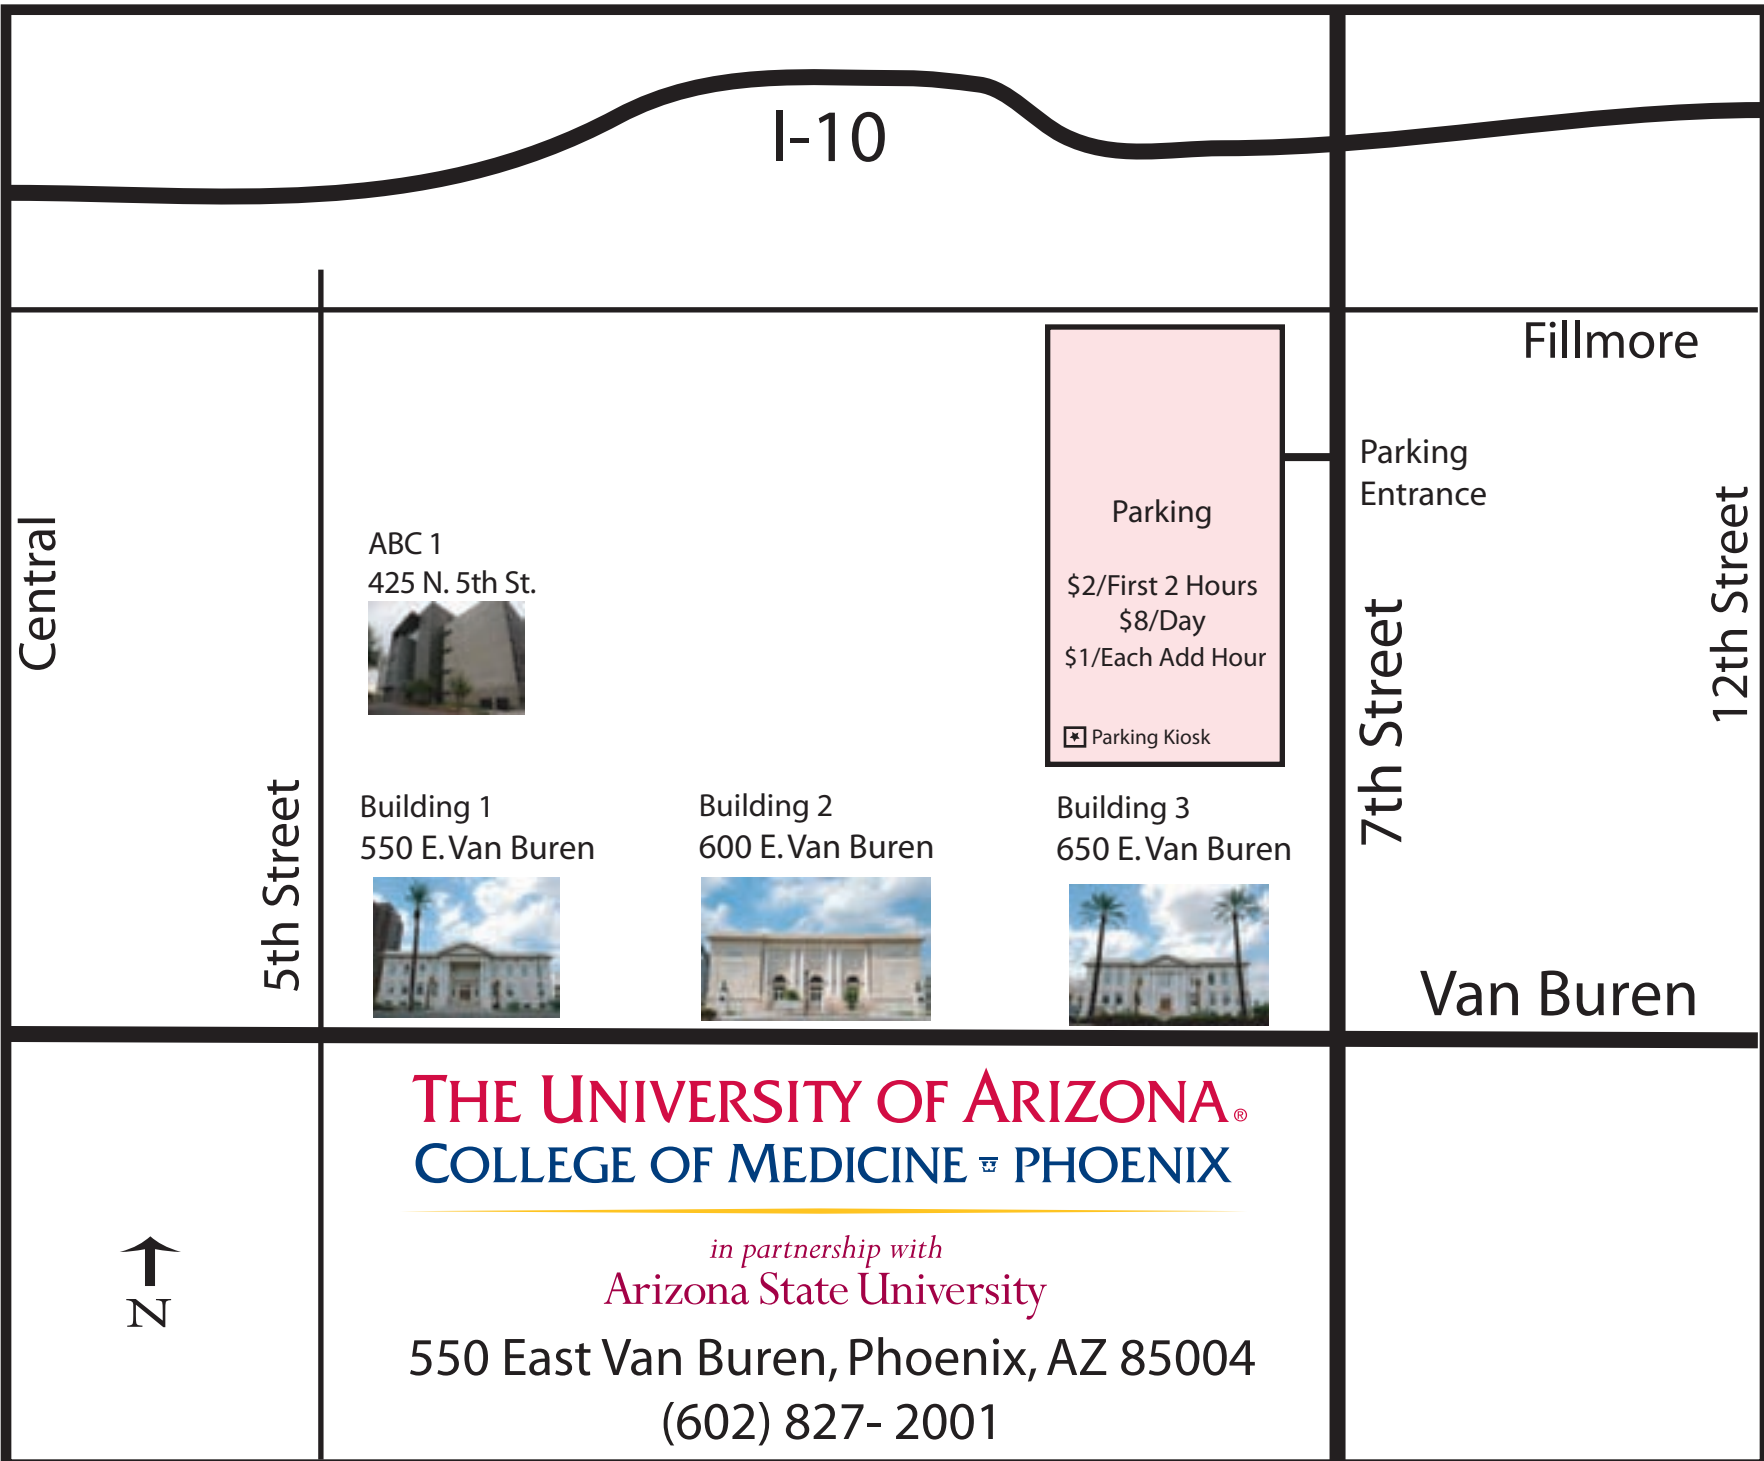 I-10
Fillmore
Parking
Entrance
Central
5th Street
7th Street
12th Street
Parking
$2/First 2 Hours
$8/Day
$1/Each Add Hour
Parking Kiosk
ABC 1
425 N. 5th St.
Building 1
550 E. Van Buren
Building 2
600 E. Van Buren
Building 3
650 E. Van Buren
Van Buren
THE UNIVERSITY OF ARIZONA®
COLLEGE OF MEDICINE PHOENIX
in partnership with
Arizona State University
550 East Van Buren, Phoenix, AZ 85004
(602) 827- 2001
N